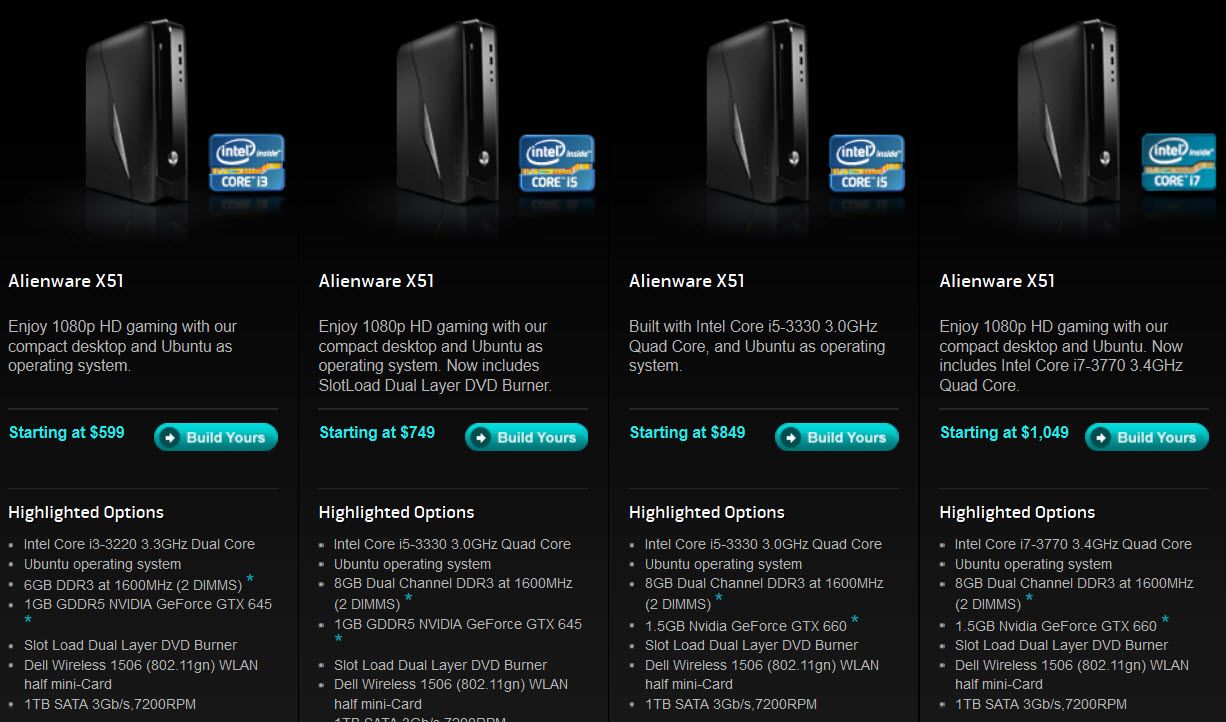 intel inside™
CORE™ i3
Alienware X51
Enjoy 1080p HD gaming with our
compact desktop and Ubuntu as
operating system.
Starting at $599
Build Yours
Highlighted Options
Intel Core i3-3220 3.3GHz Dual Core
Ubuntu operating system
6GB DDR3 at 1600MHz (2 DIMMS) *
1GB GDDR5 NVIDIA GeForce GTX 645
*
Slot Load Dual Layer DVD Burner
Dell Wireless 1506 (802.11gn) WLAN
half mini-Card
1TB SATA 3Gb/s,7200RPM
intel inside™
CORE™ i5
Alienware X51
Enjoy 1080p HD gaming with our
compact desktop and Ubuntu as
operating system. Now includes
SlotLoad Dual Layer DVD Burner.
Starting at $749
Build Yours
Highlighted Options
Intel Core i5-3330 3.0GHz Quad Core
Ubuntu operating system
8GB Dual Channel DDR3 at 1600MHz
(2 DIMMS) *
1GB GDDR5 NVIDIA GeForce GTX 645
*
Slot Load Dual Layer DVD Burner
Dell Wireless 1506 (802.11gn) WLAN
half mini-Card
1TB SATA 3Gb/s,7200RPM
intel inside™
CORE™ i5
Alienware X51
Built with Intel Core i5-3330 3.0GHz
Quad Core, and Ubuntu as operating
system.
Starting at $849
Build Yours
Highlighted Options
Intel Core i5-3330 3.0GHz Quad Core
Ubuntu operating system
8GB Dual Channel DDR3 at 1600MHz
(2 DIMMS) *
1.5GB Nvidia GeForce GTX 660 *
Slot Load Dual Layer DVD Burner
Dell Wireless 1506 (802.11gn) WLAN
half mini-Card
1TB SATA 3Gb/s,7200RPM
intel inside™
CORE™ i7
Alienware X51
Enjoy 1080p HD gaming with our
compact desktop and Ubuntu. Now
includes Intel Core i7-3770 3.4GHz
Quad Core.
Starting at $1,049
Build Yours
Highlighted Options
Intel Core i7-3770 3.4GHz Quad Core
Ubuntu operating system
8GB Dual Channel DDR3 at 1600MHz
(2 DIMMS) *
1.5GB Nvidia GeForce GTX 660 *
Slot Load Dual Layer DVD Burner
Dell Wireless 1506 (802.11gn) WLAN
half mini-Card
1TB SATA 3Gb/s,7200RPM